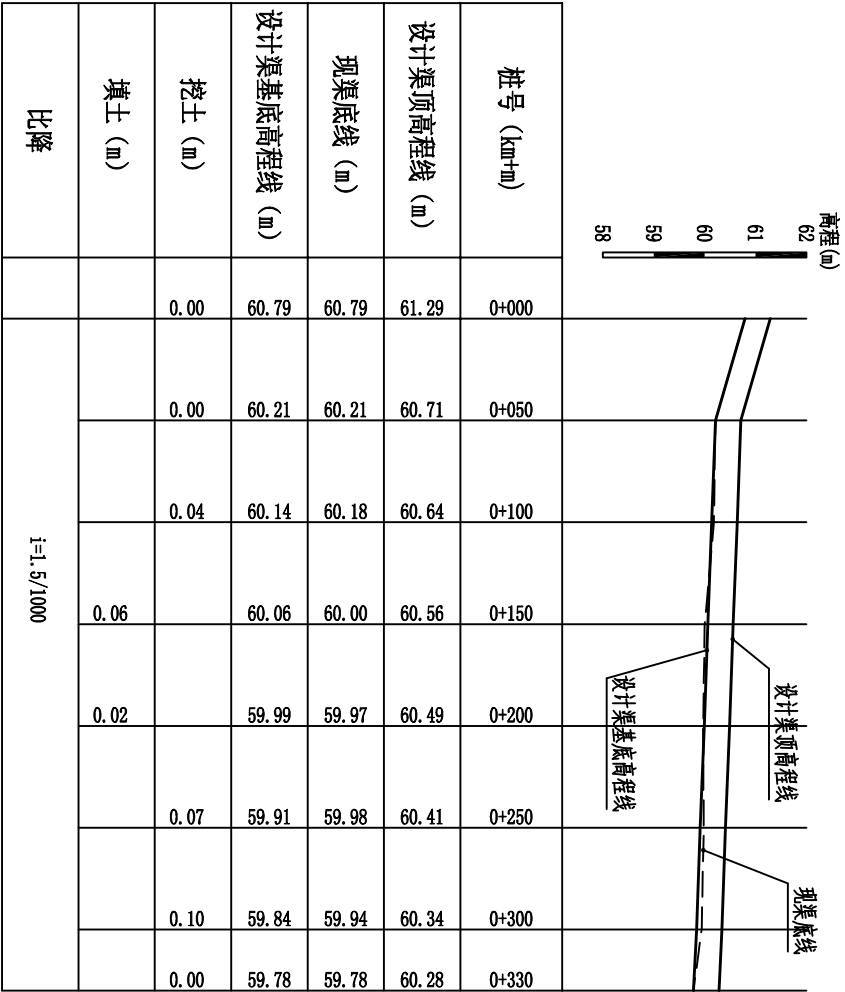 高程(m)
62
61
60
59
58
设计渠顶高程线
设计渠基底高程线
现渠底线
桩号 (km+m) 0+000 0+050 0+100 0+150 0+200 0+250 0+300 0+330
设计渠顶高程线 (m) 61.29 60.71 60.64 60.56 60.49 60.41 60.34 60.28
现渠底线 (m) 60.79 60.21 60.18 60.00 59.97 59.98 59.94 59.78
设计渠基底高程线 (m) 60.79 60.21 60.14 60.06 59.99 59.91 59.84 59.78
挖土 (m) 0.00 0.00 0.04 0.07 0.10 0.00
填土 (m) 0.06 0.02
比降 i=1.5/1000